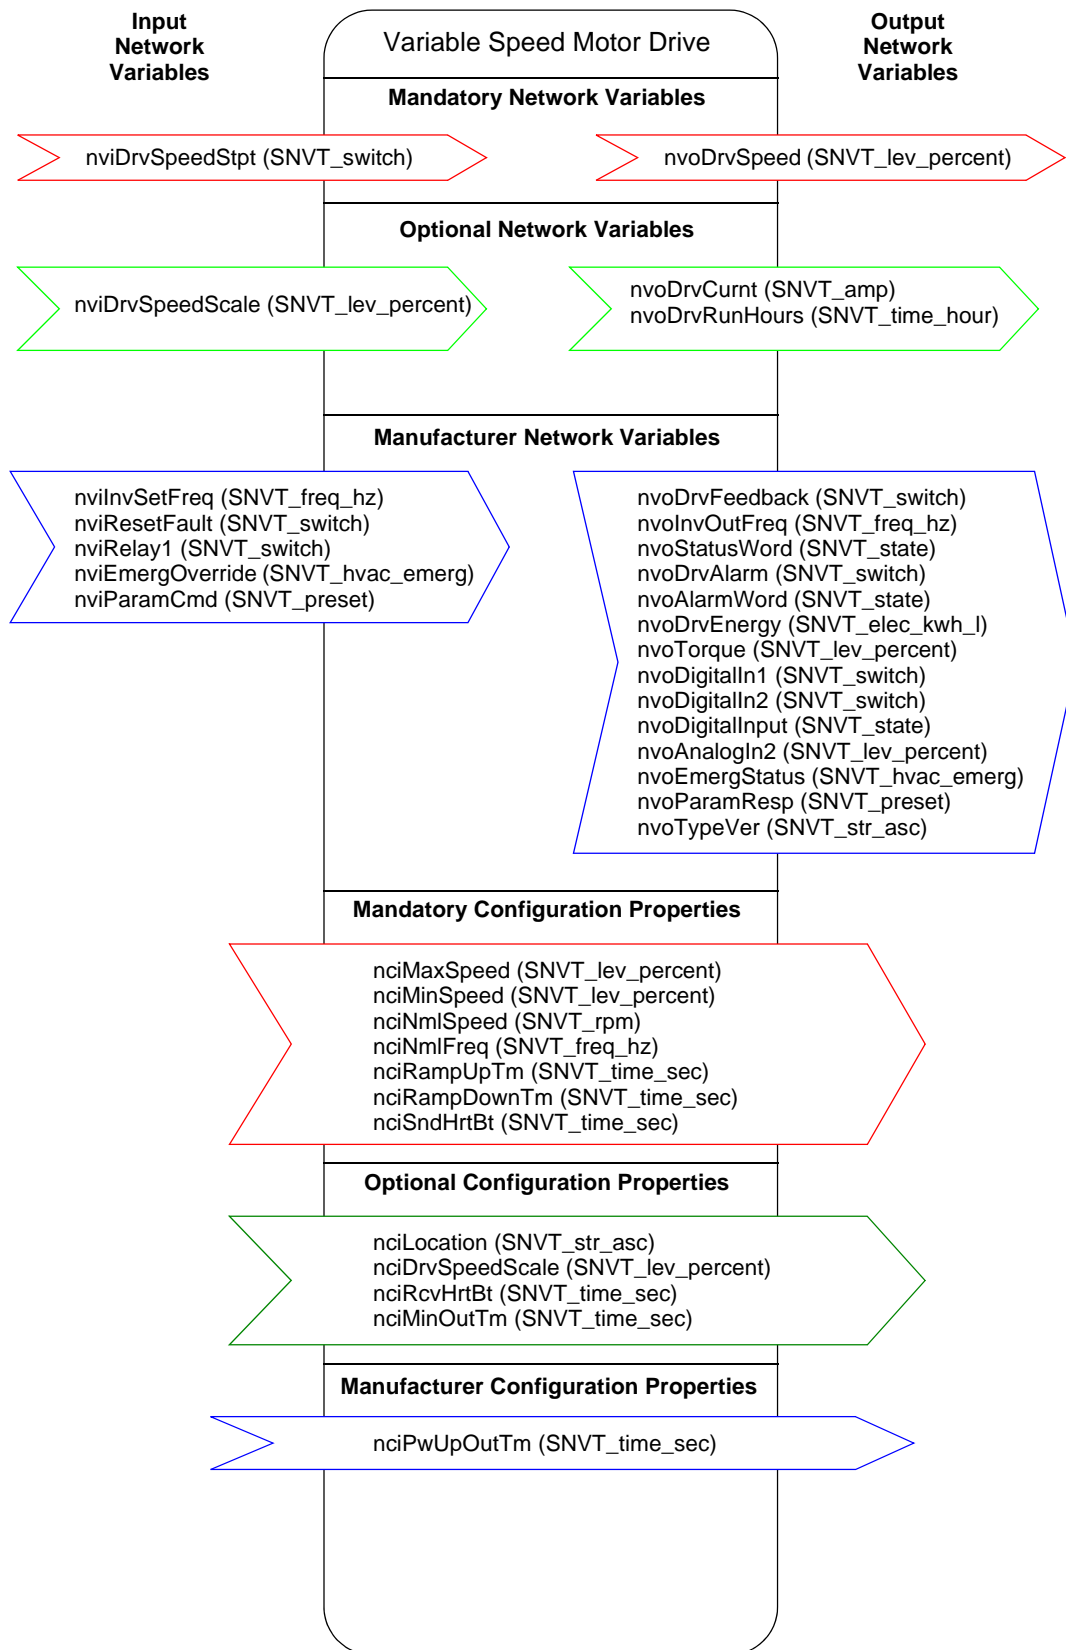 Input
Network
Variables
Variable Speed Motor Drive
Output
Network
Variables
Mandatory Network Variables
nviDrvSpeedStpt (SNVT_switch)
nvoDrvSpeed (SNVT_lev_percent)
Optional Network Variables
nviDrvSpeedScale (SNVT_lev_percent)
nvoDrvCurnt (SNVT_amp)
nvoDrvRunHours (SNVT_time_hour)
Manufacturer Network Variables
nviInvSetFreq (SNVT_freq_hz)
nviResetFault (SNVT_switch)
nviRelay1 (SNVT_switch)
nviEmergOverride (SNVT_hvac_emerg)
nviParamCmd (SNVT_preset)
nvoDrvFeedback (SNVT_switch)
nvoInvOutFreq (SNVT_freq_hz)
nvoStatusWord (SNVT_state)
nvoDrvAlarm (SNVT_switch)
nvoAlarmWord (SNVT_state)
nvoDrvEnergy (SNVT_elec_kwh_l)
nvoTorque (SNVT_lev_percent)
nvoDigitalIn1 (SNVT_switch)
nvoDigitalIn2 (SNVT_switch)
nvoDigitalInput (SNVT_state)
nvoAnalogIn2 (SNVT_lev_percent)
nvoEmergStatus (SNVT_hvac_emerg)
nvoParamResp (SNVT_preset)
nvoTypeVer (SNVT_str_asc)
Mandatory Configuration Properties
nciMaxSpeed (SNVT_lev_percent)
nciMinSpeed (SNVT_lev_percent)
nciNmlSpeed (SNVT_rpm)
nciNmlFreq (SNVT_freq_hz)
nciRampUpTm (SNVT_time_sec)
nciRampDownTm (SNVT_time_sec)
nciSndHrtBt (SNVT_time_sec)
Optional Configuration Properties
nciLocation (SNVT_str_asc)
nciDrvSpeedScale (SNVT_lev_percent)
nciRcvHrtBt (SNVT_time_sec)
nciMinOutTm (SNVT_time_sec)
Manufacturer Configuration Properties
nciPwUpOutTm (SNVT_time_sec)